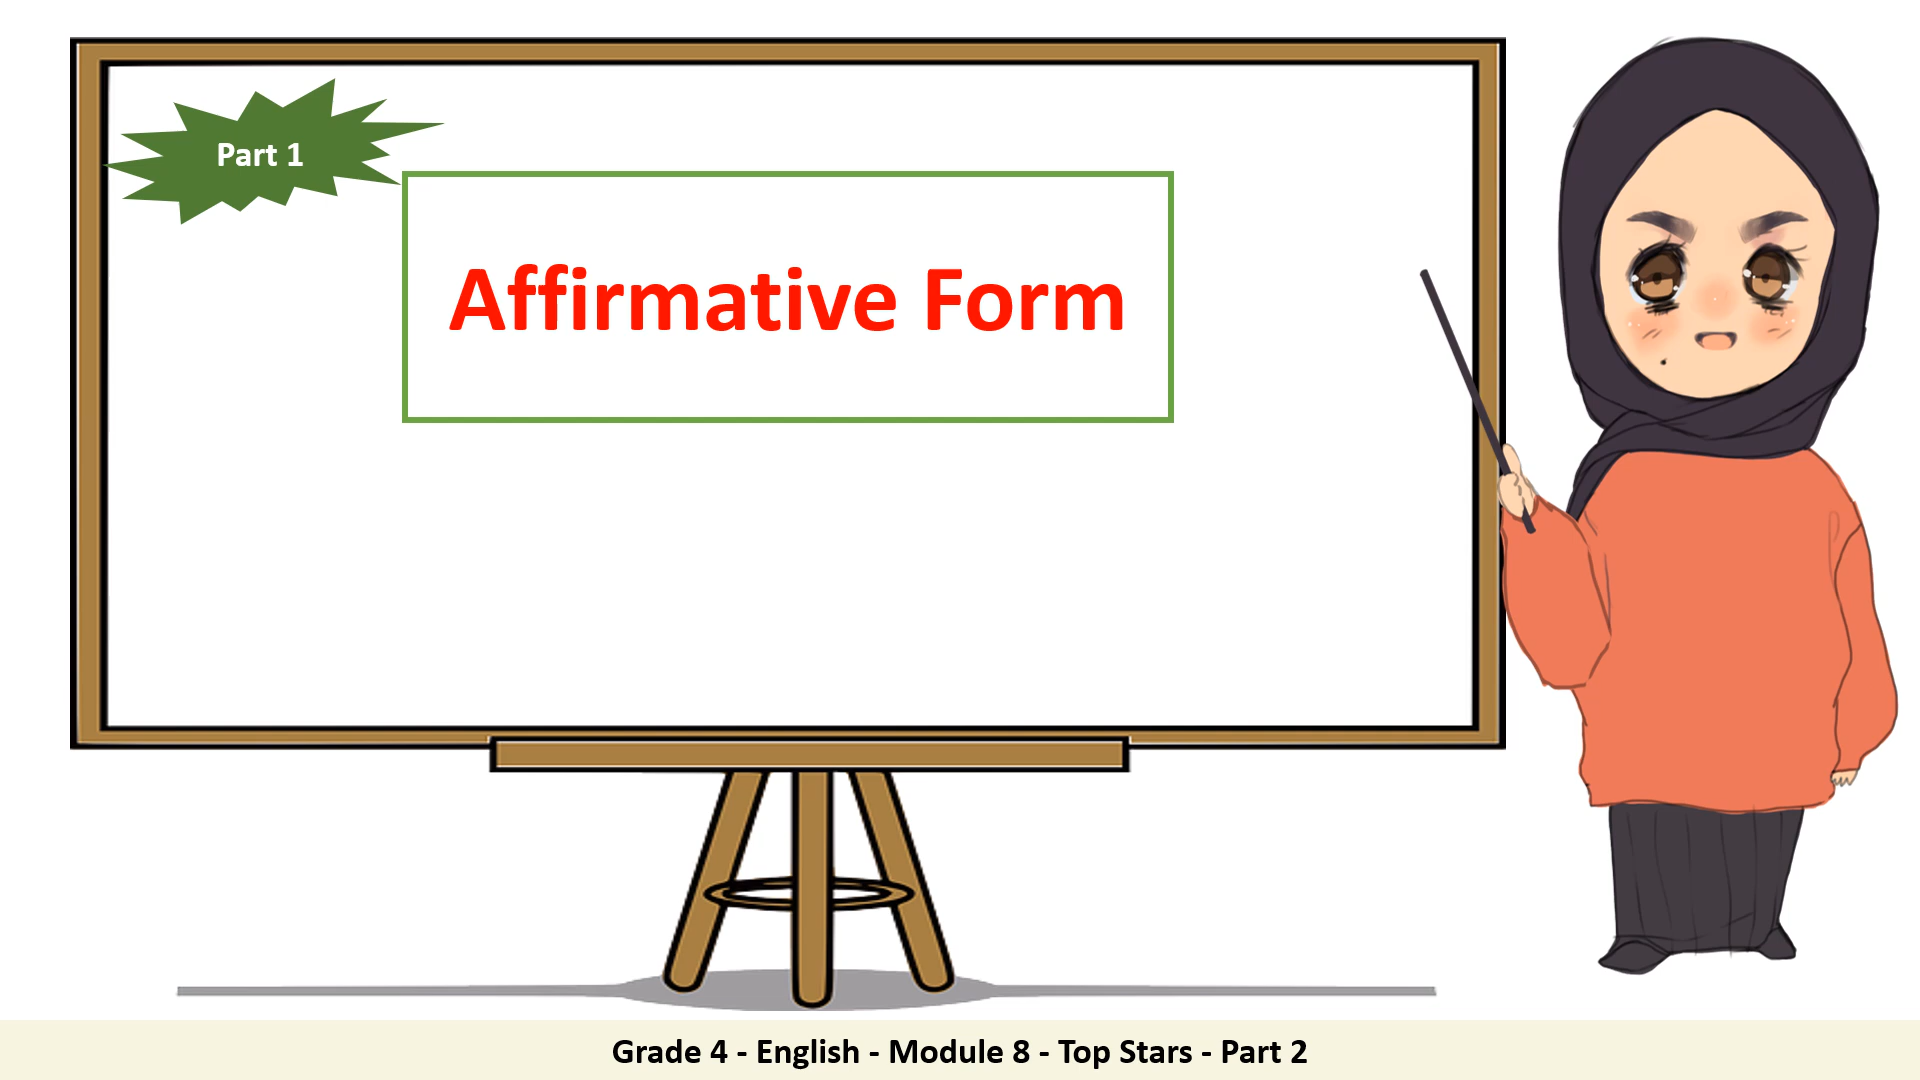 Part 1
Affirmative Form
Grade 4 - English - Module 8 - Top Stars - Part 2